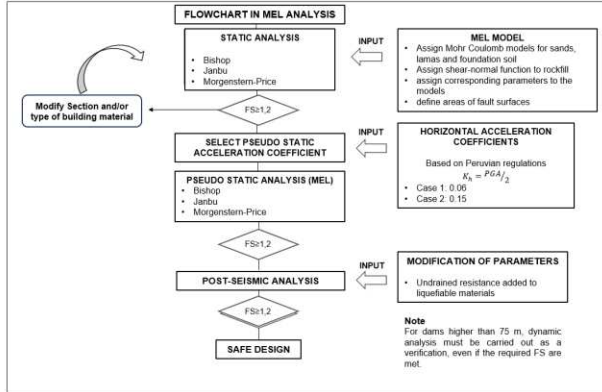 FLOWCHART IN MEL ANALYSIS
STATIC ANALYSIS
• Bishop
• Janbu
• Morgenstern-Price
INPUT
MEL MODEL
• Assign Mohr Coulomb models for sands,
lamas and foundation soil
• Assign shear-normal function to rockfill
• assign corresponding parameters to the
models
• define areas of fault surfaces
Modify Section and/or
type of building material
FS≥1,2
SELECT PSEUDO STATIC
ACCELERATION COEFFICIENT
INPUT
HORIZONTAL ACCELERATION
COEFFICIENTS
Based on Peruvian regulations
K_h = PGA/2
• Case 1: 0.06
• Case 2: 0.15
PSEUDO STATIC ANALYSIS (MEL)
• Bishop
• Janbu
• Morgenstern-Price
FS≥1,2
POST-SEISMIC ANALYSIS
INPUT
MODIFICATION OF PARAMETERS
• Undrained resistance added to
liquefiable materials
FS≥1,2
SAFE DESIGN
Note
For dams higher than 75 m, dynamic
analysis must be carried out as a
verification, even if the required FS are
met.